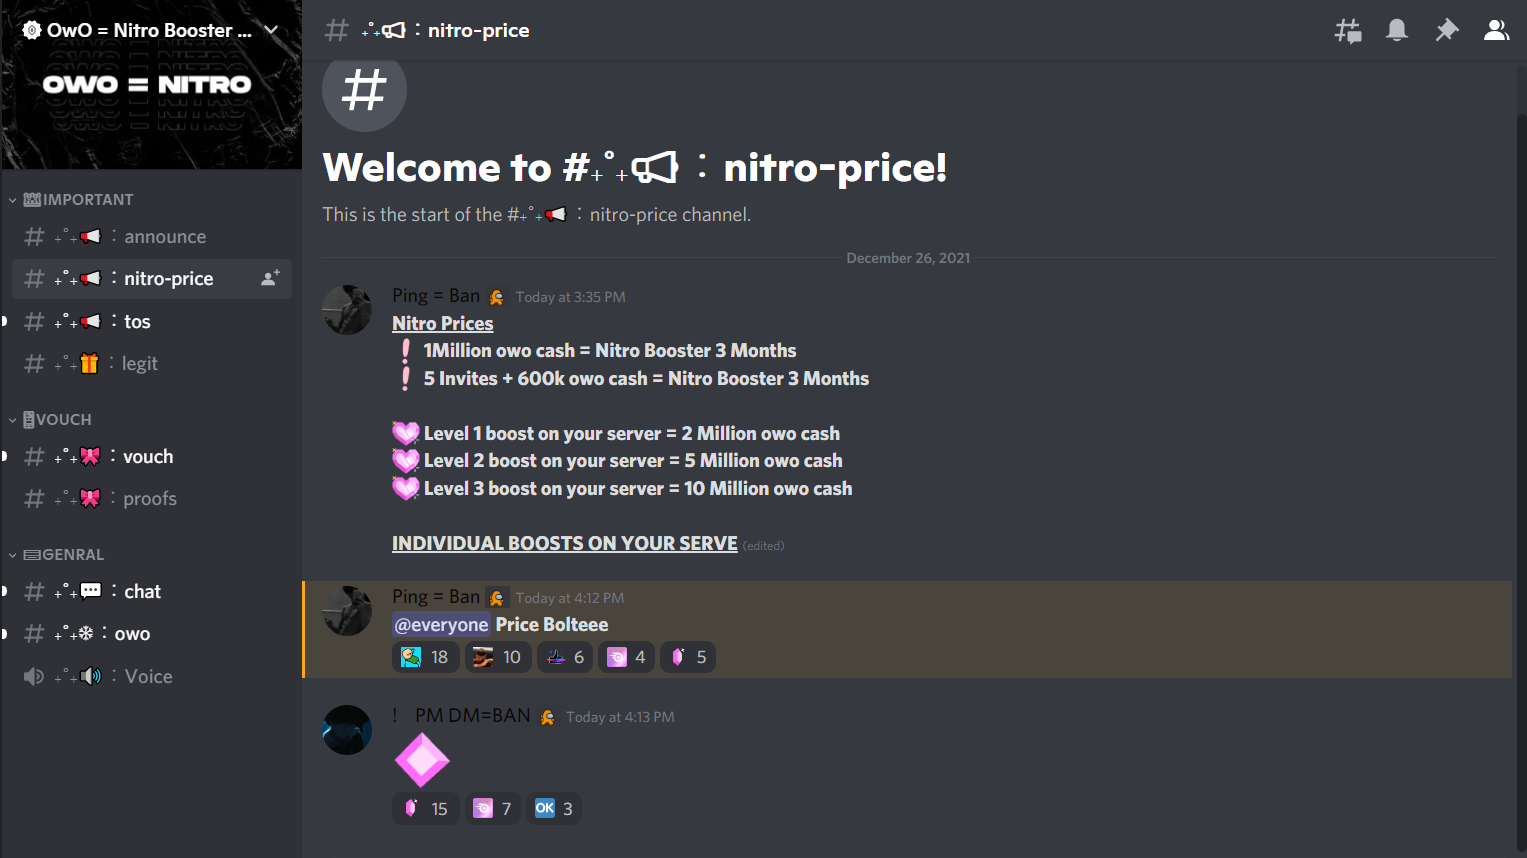 OwO = Nitro Booster ...
OWO = NITRO
IMPORTANT
announce
nitro-price
tos
legit
VOUCH
vouch
proofs
GENRAL
chat
owo
Voice
nitro-price
Welcome to #₊˚₊📢：nitro-price!
This is the start of the #₊˚₊📢：nitro-price channel.
December 26, 2021
Ping = Ban Today at 3:35 PM
Nitro Prices
❗ 1Million owo cash = Nitro Booster 3 Months
❗ 5 Invites + 600k owo cash = Nitro Booster 3 Months
Level 1 boost on your server = 2 Million owo cash
Level 2 boost on your server = 5 Million owo cash
Level 3 boost on your server = 10 Million owo cash
INDIVIDUAL BOOSTS ON YOUR SERVE (edited)
Ping = Ban Today at 4:12 PM
@everyone Price Bolteee
18 10 6 4 5
! PM DM=BAN Today at 4:13 PM
15 7 OK 3